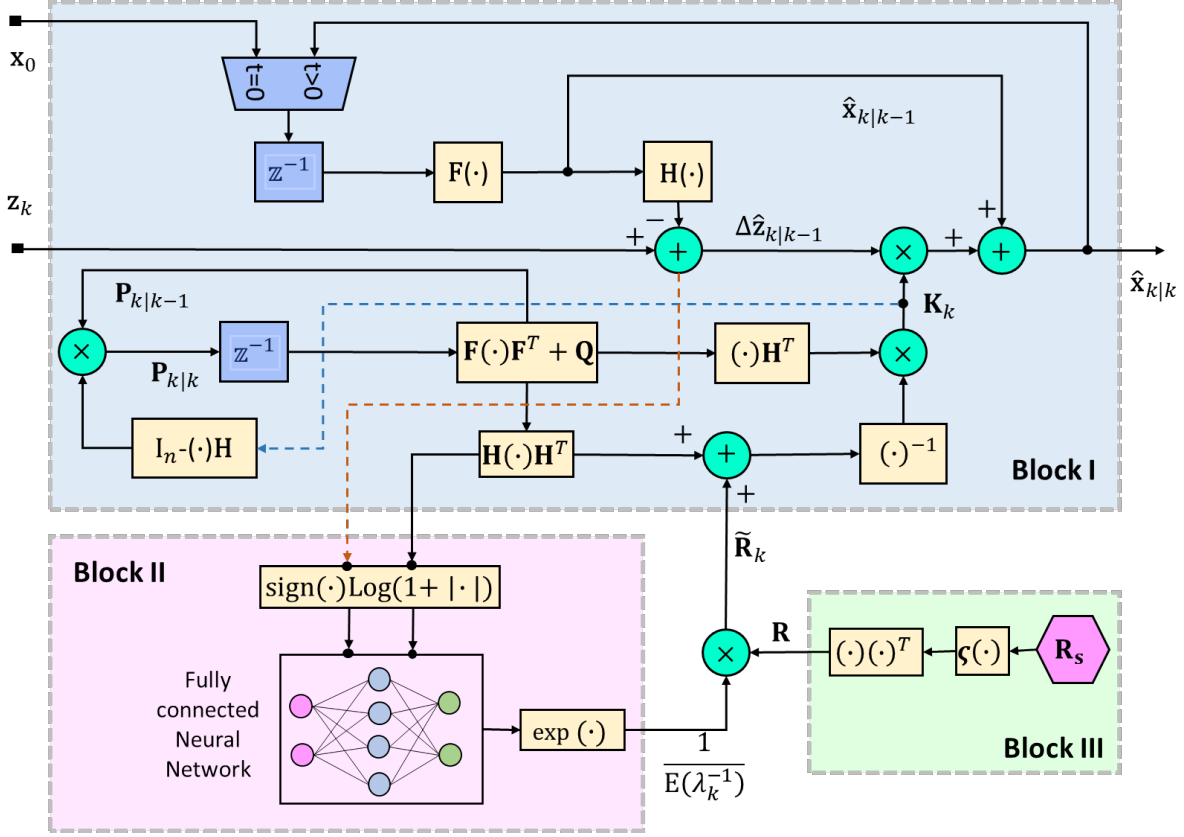 x₀
t=0
t>0
ℤ⁻¹
F(·)
H(·)
x̂ₖ|ₖ₋₁
zₖ
−
+
+
Δẑₖ|ₖ₋₁
×
+
+
+
x̂ₖ|ₖ
Pₖ|ₖ₋₁
Kₖ
×
Pₖ|ₖ
ℤ⁻¹
F(·)Fᵀ + Q
(·)Hᵀ
×
Iₙ-(·)H
H(·)Hᵀ
+
+
+
(·)⁻¹
Block I
R̃ₖ
Block II
sign(·)Log(1+ |·|)
Fully
connected
Neural
Network
exp (·)
1
E(λₖ⁻¹)
×
R
(·)(·)ᵀ
ς(·)
Rₛ
Block III